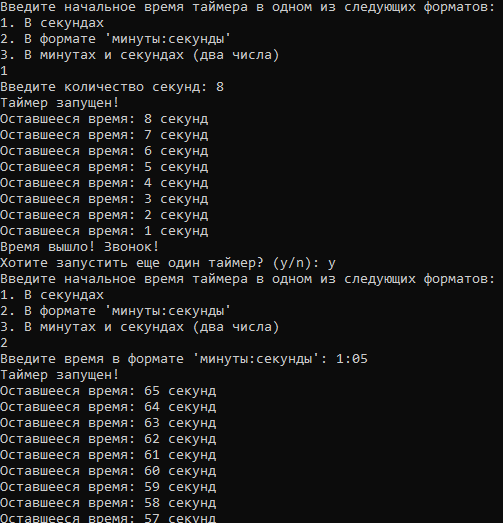 Введите начальное время таймера в одном из следующих форматов:
1. В секундах
2. В формате 'минуты:секунды'
3. В минутах и секундах (два числа)
1
Введите количество секунд: 8
Таймер запущен!
Оставшееся время: 8 секунд
Оставшееся время: 7 секунд
Оставшееся время: 6 секунд
Оставшееся время: 5 секунд
Оставшееся время: 4 секунд
Оставшееся время: 3 секунд
Оставшееся время: 2 секунд
Оставшееся время: 1 секунд
Время вышло! Звонок!
Хотите запустить еще один таймер? (y/n): y
Введите начальное время таймера в одном из следующих форматов:
1. В секундах
2. В формате 'минуты:секунды'
3. В минутах и секундах (два числа)
2
Введите время в формате 'минуты:секунды': 1:05
Таймер запущен!
Оставшееся время: 65 секунд
Оставшееся время: 64 секунд
Оставшееся время: 63 секунд
Оставшееся время: 62 секунд
Оставшееся время: 61 секунд
Оставшееся время: 60 секунд
Оставшееся время: 59 секунд
Оставшееся время: 58 секунд
Оставшееся время: 57 секунд